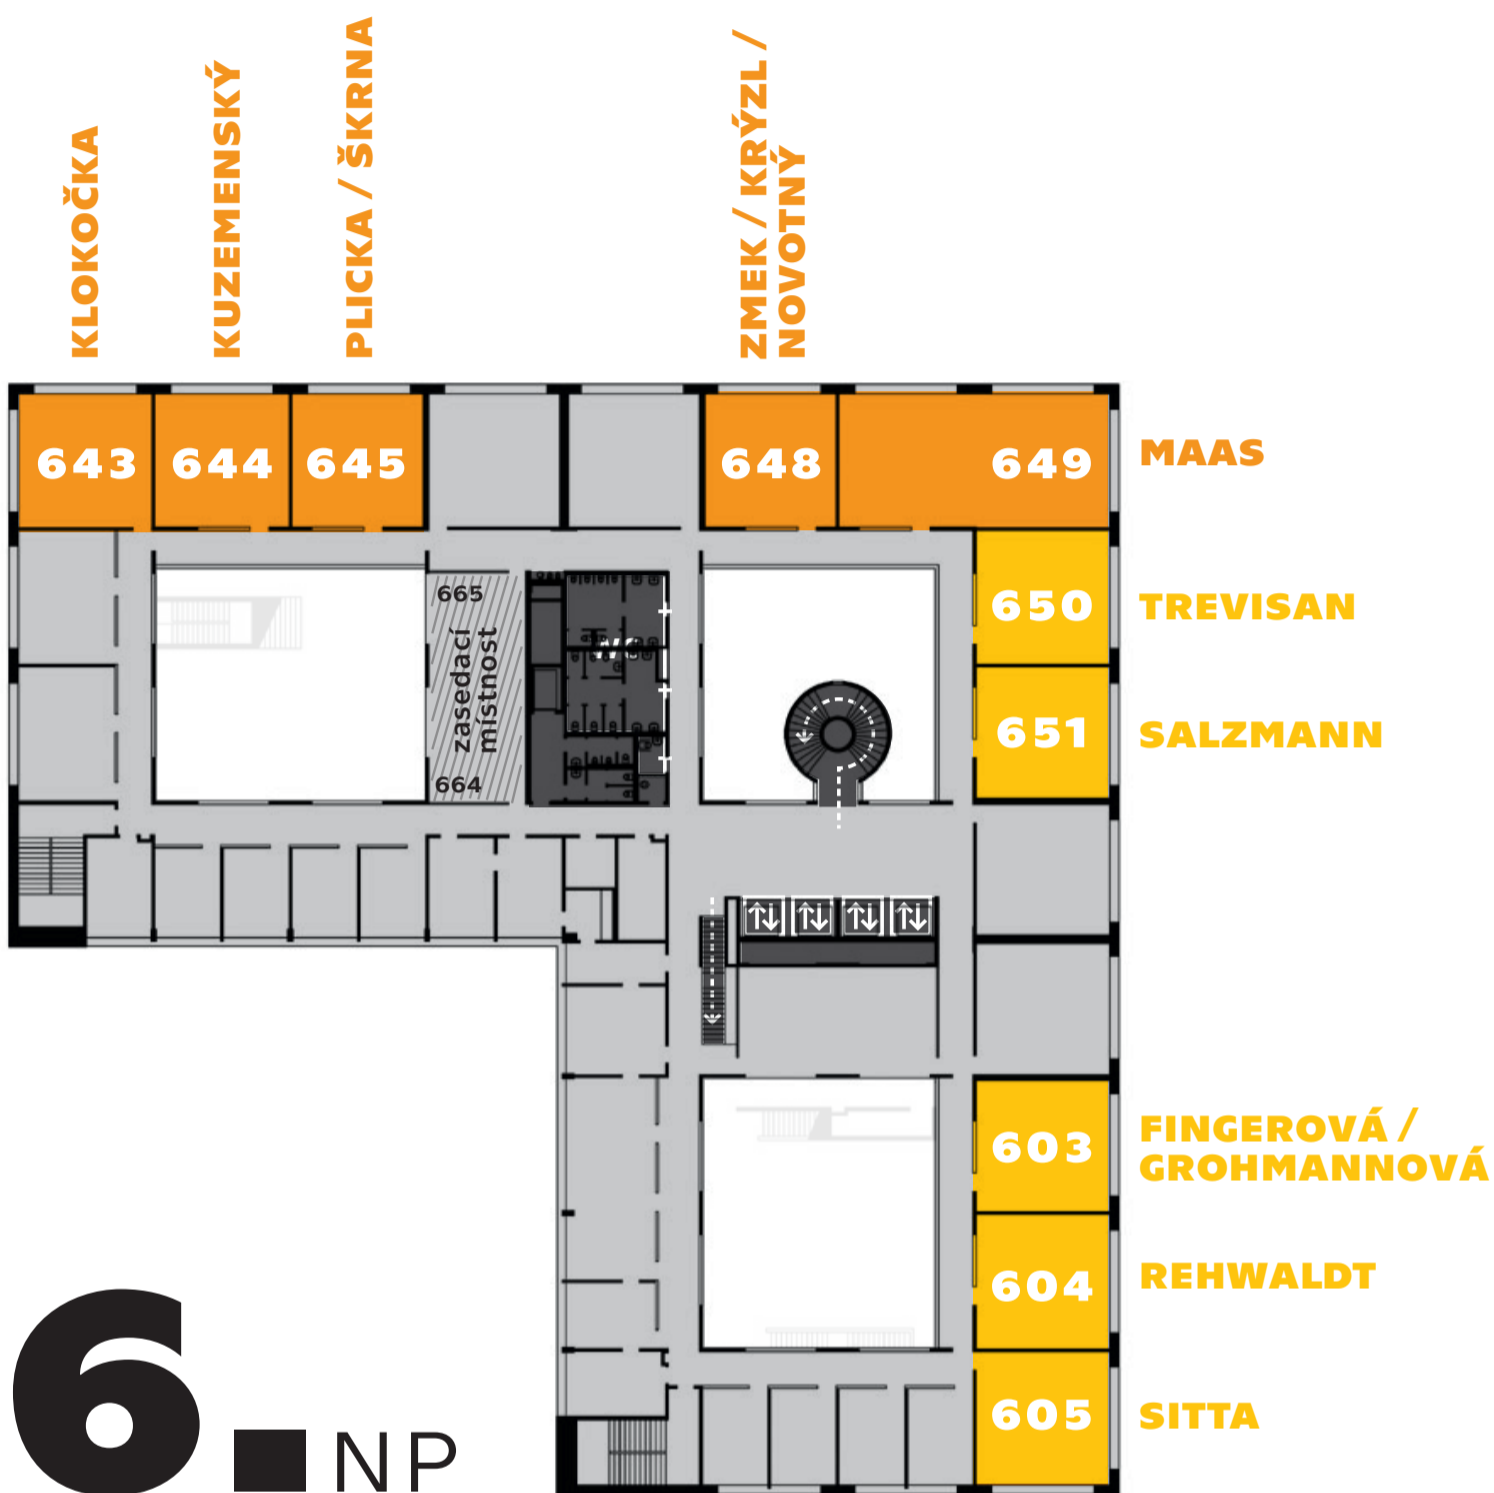 KLOKOČKA
KUZEMENSKÝ
PLICKA / ŠKRNA
ZMEK / KRÝZL /
NOVOTNÝ
643
644
645
648
649
MAAS
665
zasedací
místnost
664
WC
650
TREVISAN
651
SALZMANN
603
FINGEROVÁ /
GROHMANNOVÁ
604
REHWALDT
605
SITTA
6. NP